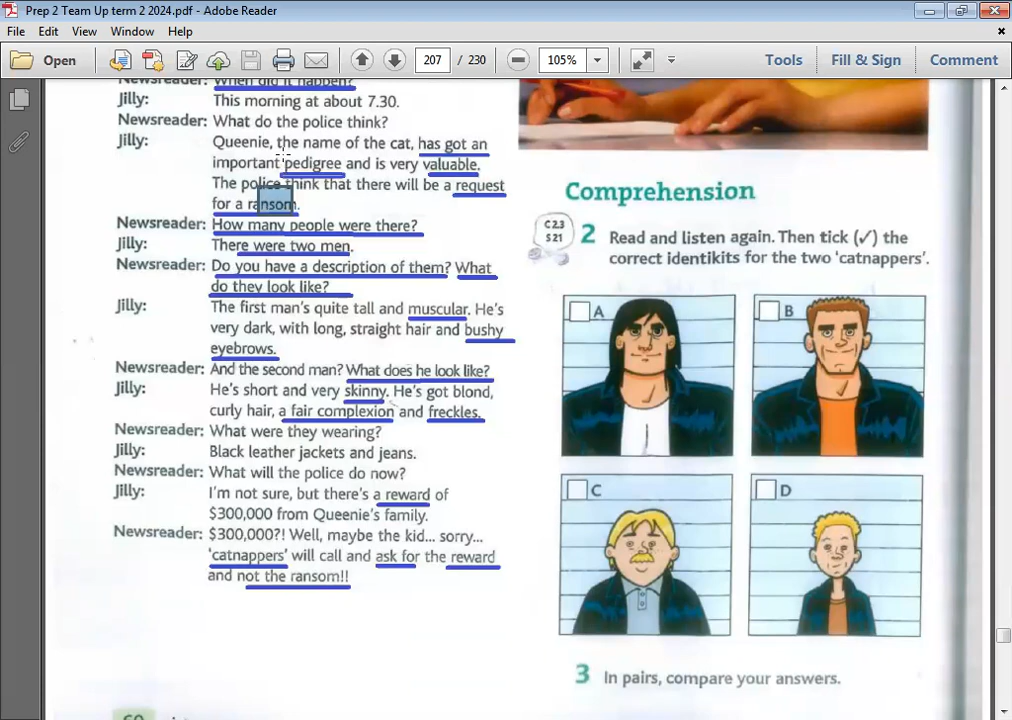 Prep 2 Team Up term 2 2024.pdf - Adobe Reader
File Edit View Window Help
Open 207 / 230 105% Tools Fill & Sign Comment
Newsreader: When did it happen?
Jilly: This morning at about 7.30.
Newsreader: What do the police think?
Jilly: Queenie, the name of the cat, has got an
important pedigree and is very valuable.
The police think that there will be a request
for a ransom.
Newsreader: How many people were there?
Jilly: There were two men.
Newsreader: Do you have a description of them? What
do they look like?
Jilly: The first man's quite tall and muscular. He's
very dark, with long, straight hair and bushy
eyebrows.
Newsreader: And the second man? What does he look like?
Jilly: He's short and very skinny. He's got blond,
curly hair, a fair complexion and freckles.
Newsreader: What were they wearing?
Jilly: Black leather jackets and jeans.
Newsreader: What will the police do now?
Jilly: I'm not sure, but there's a reward of
$300,000 from Queenie's family.
Newsreader: $300,000?! Well, maybe the kid... sorry...
'catnappers' will call and ask for the reward
and not the ransom!!
Comprehension
C2.3
S21
2 Read and listen again. Then tick (✓) the
correct identikits for the two 'catnappers'.
A
B
C
D
3 In pairs, compare your answers.